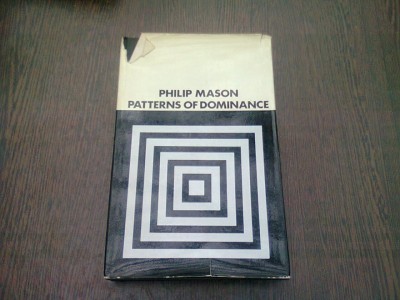 PHILIP MASON
PATTERNS OF DOMINANCE